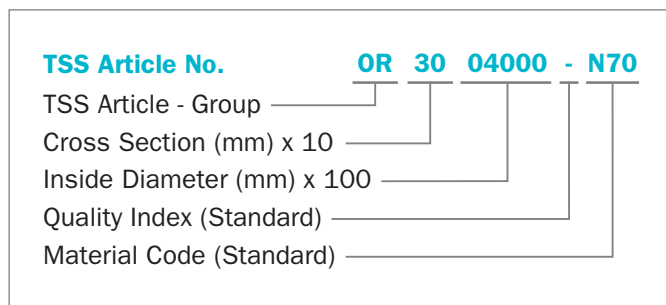 TSS Article No. OR 30 04000 - N70
TSS Article - Group
Cross Section (mm) x 10
Inside Diameter (mm) x 100
Quality Index (Standard)
Material Code (Standard)